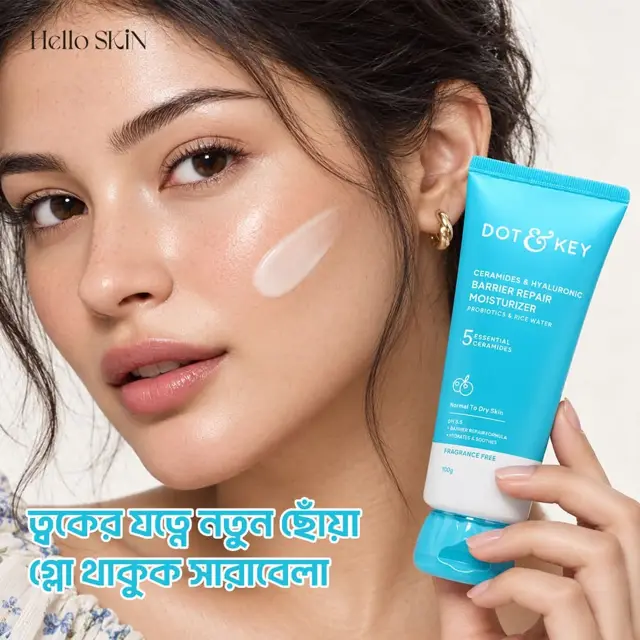 Hello SKiN
DOT & KEY
CERAMIDES & HYALURONIC
BARRIER REPAIR
MOISTURIZER
PROBIOTICS & RICE WATER
5 ESSENTIAL
CERAMIDES
Normal To Dry Skin
pH 5.5
• BARRIER REPAIR FORMULA
• HYDRATES & SOOTHES
FRAGRANCE FREE
100g
ত্বকের যত্নে নতুন ছোঁয়া
গ্লো থাকুক সারাবেলা